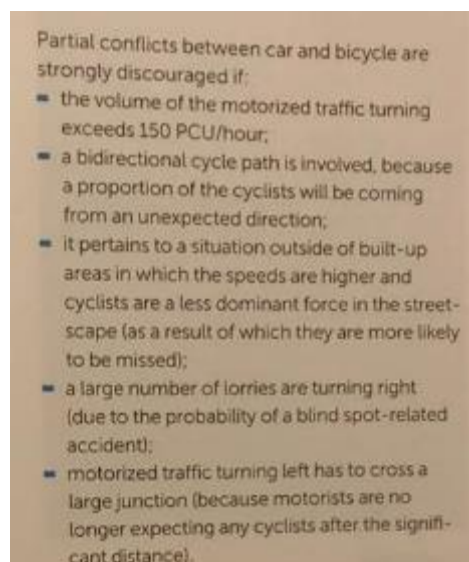 Partial conflicts between car and bicycle are
strongly discouraged if:
- the volume of the motorized traffic turning
exceeds 150 PCU/hour;
- a bidirectional cycle path is involved, because
a proportion of the cyclists will be coming
from an unexpected direction;
- it pertains to a situation outside of built-up
areas in which the speeds are higher and
cyclists are a less dominant force in the street-
scape (as a result of which they are more likely
to be missed);
- a large number of lorries are turning right
(due to the probability of a blind spot-related
accident);
- motorized traffic turning left has to cross a
large junction (because motorists are no
longer expecting any cyclists after the signifi-
cant distance).